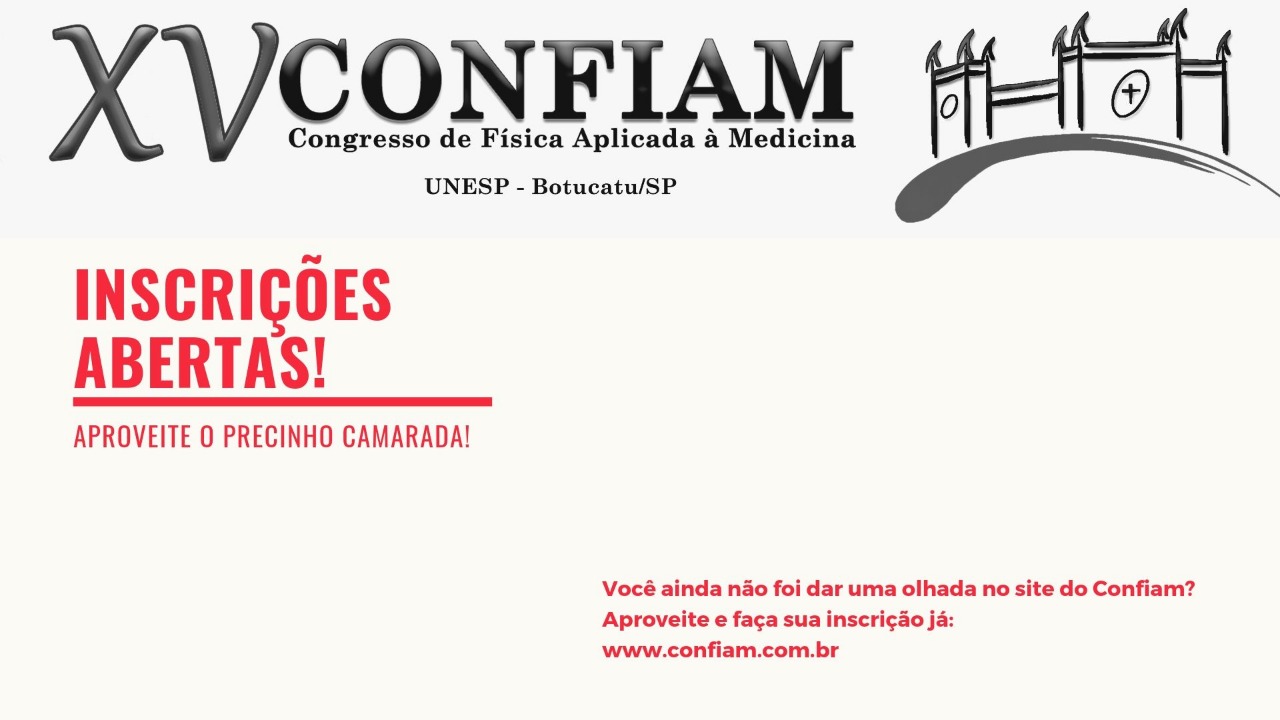 XV CONFIAM
Congresso de Física Aplicada à Medicina
UNESP - Botucatu/SP
INSCRIÇÕES
ABERTAS!
APROVEITE O PRECINHO CAMARADA!
Você ainda não foi dar uma olhada no site do Confiam?
Aproveite e faça sua inscrição já:
www.confiam.com.br